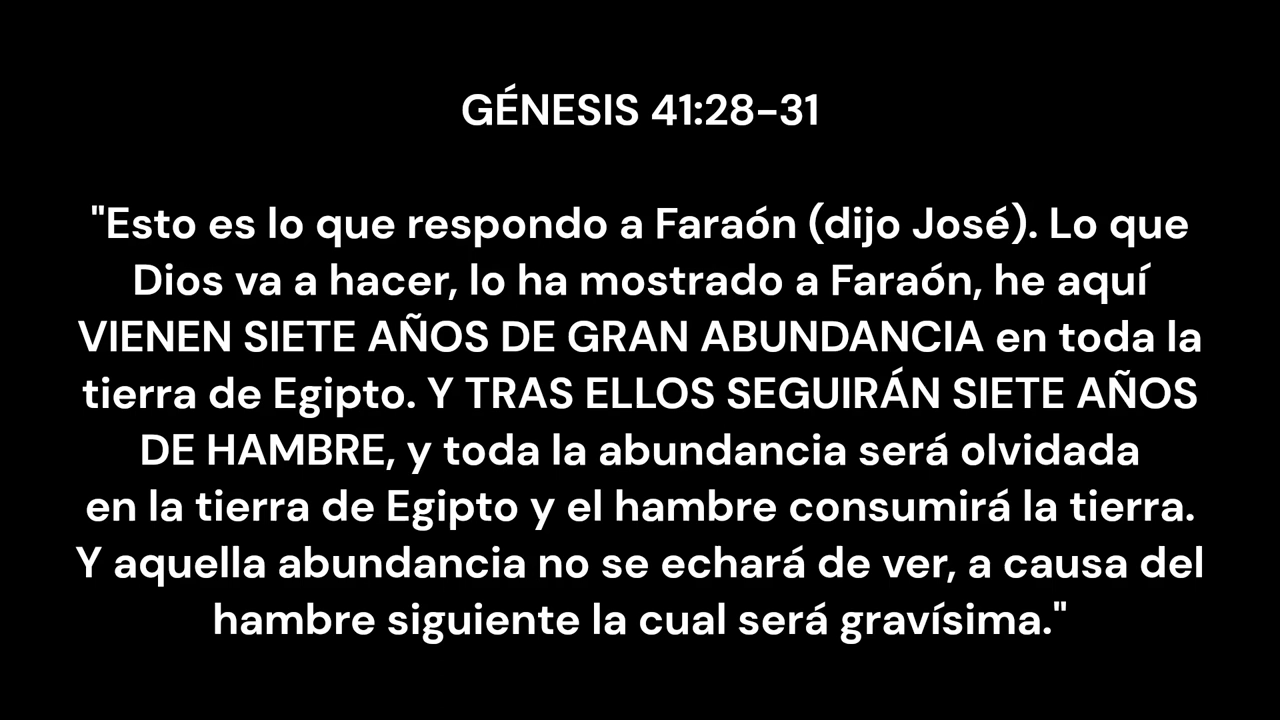 GÉNESIS 41:28-31
"Esto es lo que respondo a Faraón (dijo José). Lo que
Dios va a hacer, lo ha mostrado a Faraón, he aquí
VIENEN SIETE AÑOS DE GRAN ABUNDANCIA en toda la
tierra de Egipto. Y TRAS ELLOS SEGUIRÁN SIETE AÑOS
DE HAMBRE, y toda la abundancia será olvidada
en la tierra de Egipto y el hambre consumirá la tierra.
Y aquella abundancia no se echará de ver, a causa del
hambre siguiente la cual será gravísima."